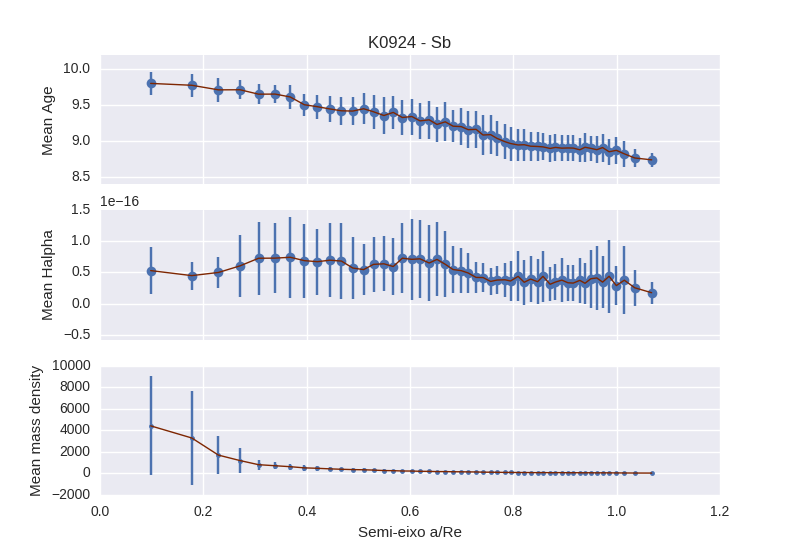 K0924 - Sb
10.0
9.5
9.0
8.5
Mean Age
1e−16
1.5
1.0
0.5
0.0
−0.5
Mean Halpha
10000
8000
6000
4000
2000
0
−2000
Mean mass density
0.0 0.2 0.4 0.6 0.8 1.0 1.2
Semi-eixo a/Re